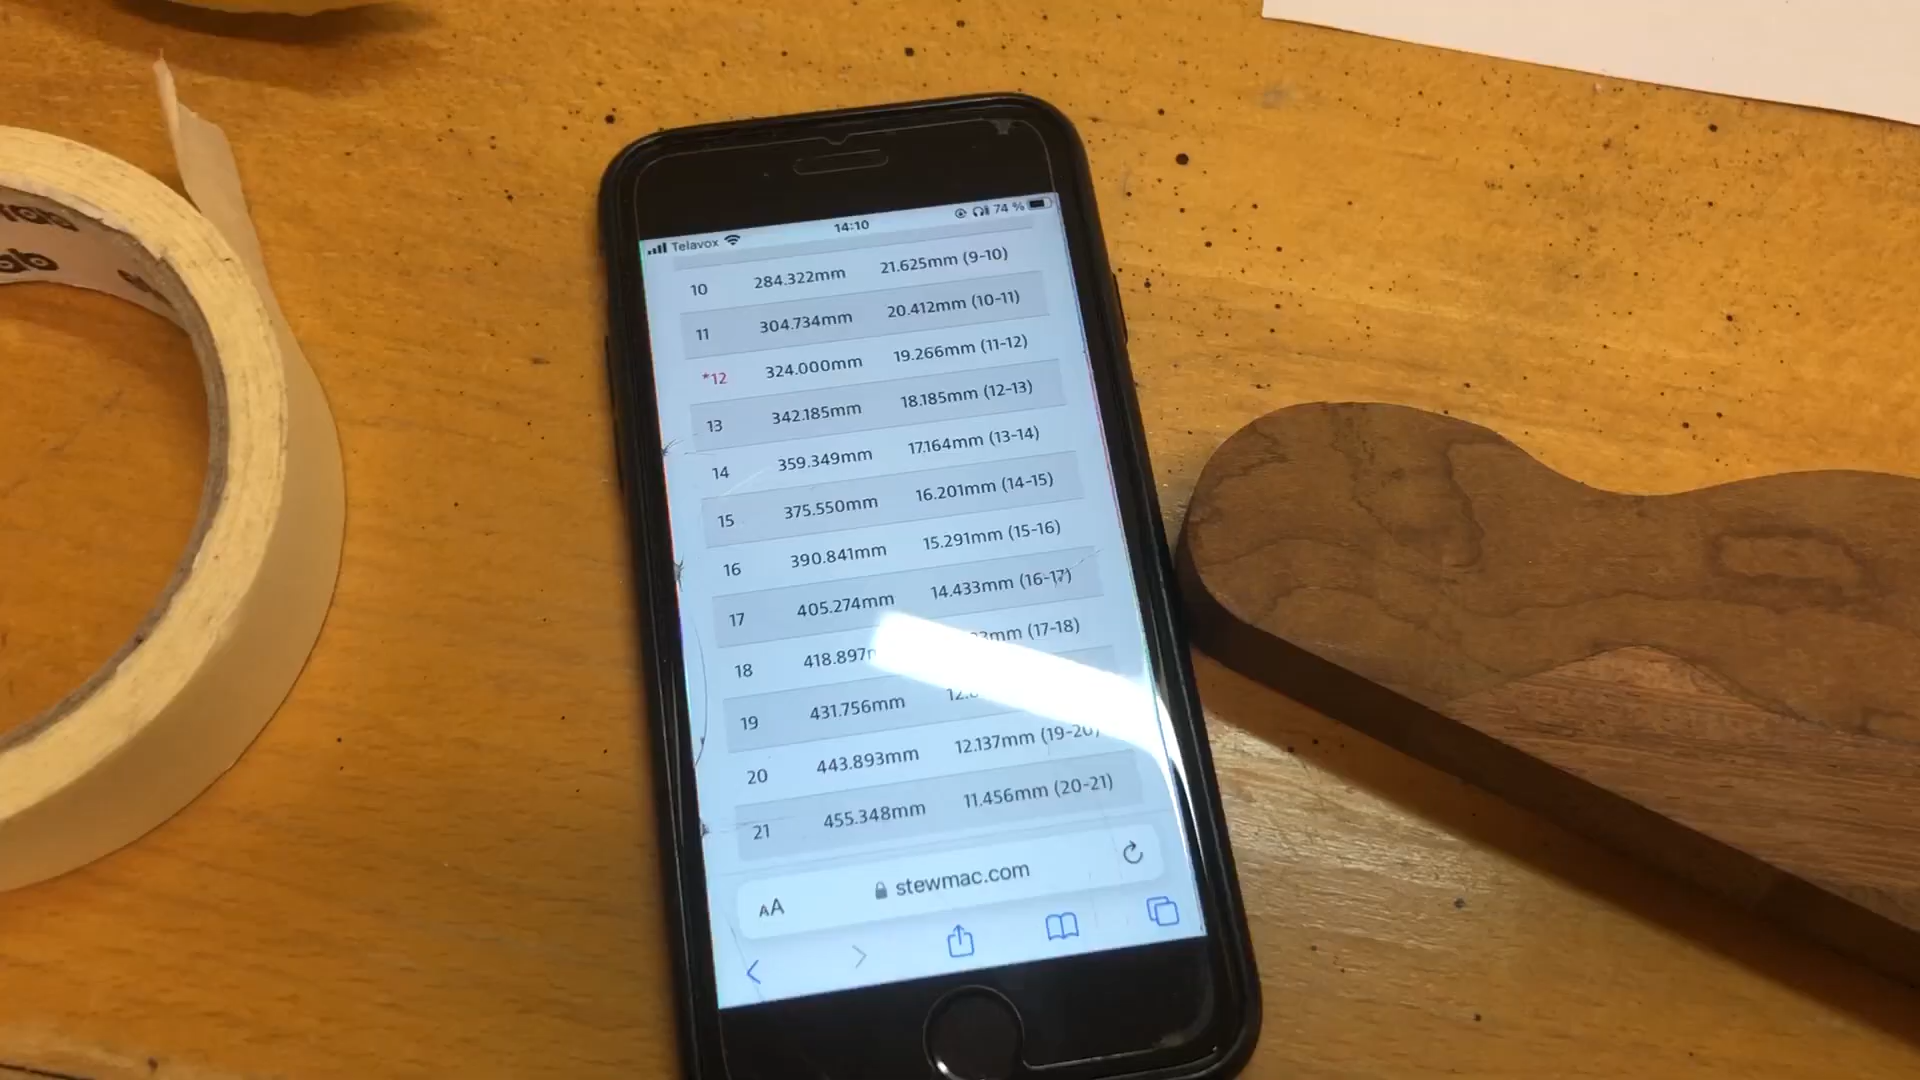 Telavox 14:10 74 %
10 284.322mm 21.625mm (9-10)
11 304.734mm 20.412mm (10-11)
*12 324.000mm 19.266mm (11-12)
13 342.185mm 18.185mm (12-13)
14 359.349mm 17.164mm (13-14)
15 375.550mm 16.201mm (14-15)
16 390.841mm 15.291mm (15-16)
17 405.274mm 14.433mm (16-17)
18 (17-18)
19 431.756mm
20 443.893mm 12.137mm (19-20)
21 455.348mm 11.456mm (20-21)
AA stewmac.com